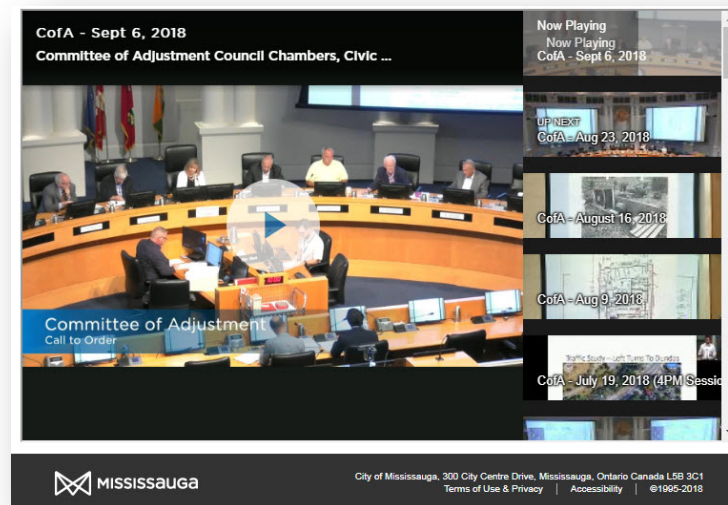 CofA - Sept 6, 2018
Committee of Adjustment Council Chambers, Civic ...
Committee of Adjustment
Call to Order
Now Playing
Now Playing
CofA - Sept 6, 2018
UP NEXT
CofA - Aug 23, 2018
CofA - August 16, 2018
CofA - Aug 9, 2018
Traffic Study – Left Turns To Dundas
CofA - July 19, 2018 (4PM Sessio
MISSISSAUGA
City of Mississauga, 300 City Centre Drive, Mississauga, Ontario Canada L5B 3C1
Terms of Use & Privacy | Accessibility | ©1995-2018